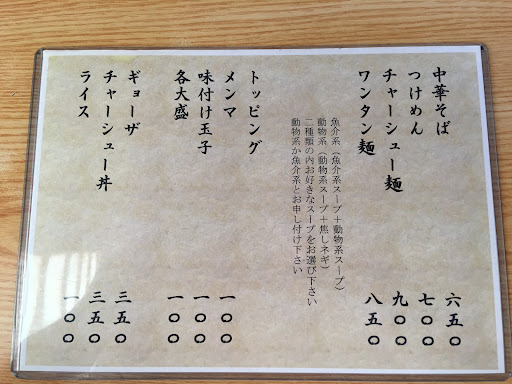 中華そば 六五〇
つけめん 七〇〇
チャーシュー麺 九〇〇
ワンタン麺 八五〇
魚介系（魚介系スープ＋動物系スープ）
動物系（動物系スープ＋焦しネギ）
二種類の内お好きなスープをお選び下さい
動物系か魚介系とお申し付け下さい
トッピング
メンマ 一〇〇
味付け玉子 一〇〇
各大盛 一〇〇
ギョーザ 三五〇
チャーシュー丼 三五〇
ライス 一〇〇